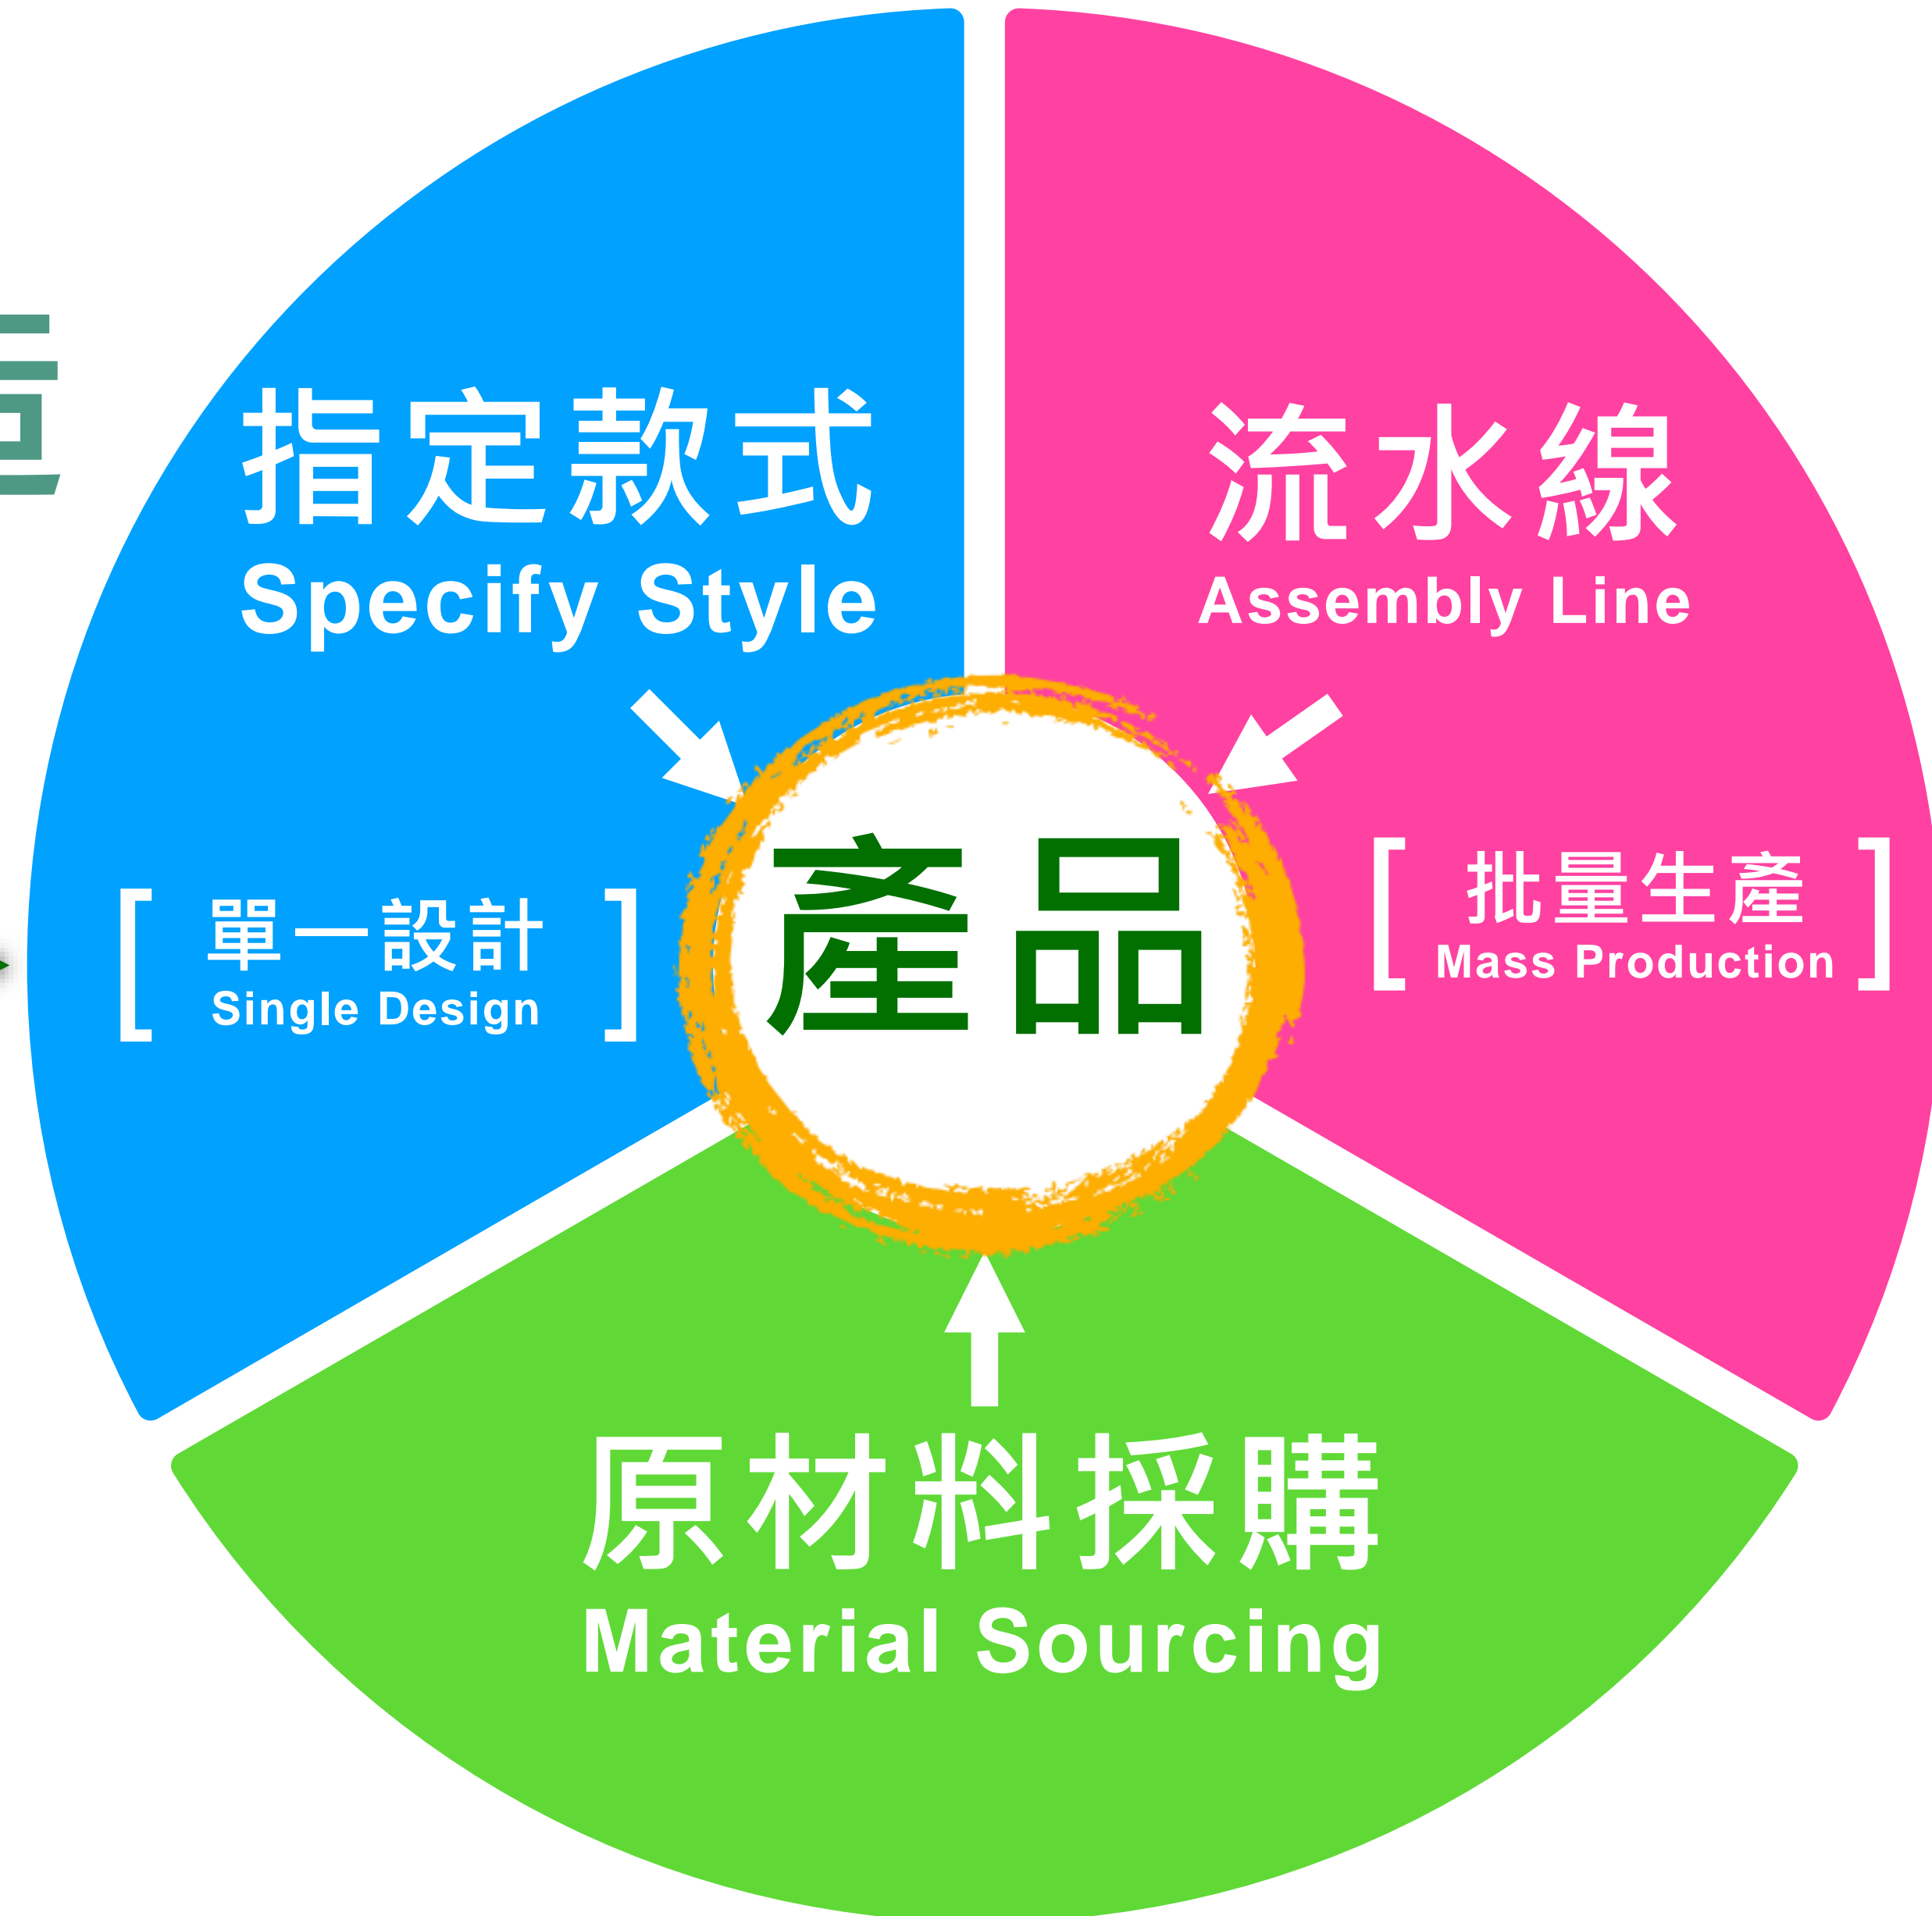 指定款式
Specify Style
流水線
Assembly Line
[ 單一設計 ]
Single Design
產品
[ 批量生產 ]
Mass Production
原材料採購
Material Sourcing